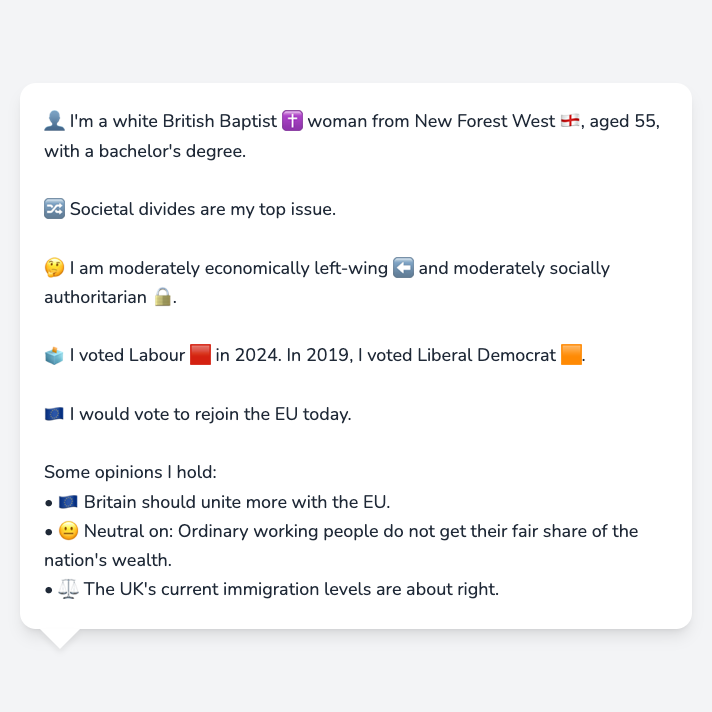 👤 I'm a white British Baptist ✝️ woman from New Forest West 🏴󠁧󠁢󠁥󠁮󠁧󠁿, aged 55,
with a bachelor's degree.
🔀 Societal divides are my top issue.
🤔 I am moderately economically left-wing ⬅️ and moderately socially
authoritarian 🔒.
🗳️ I voted Labour 🟥 in 2024. In 2019, I voted Liberal Democrat 🟧.
🇪🇺 I would vote to rejoin the EU today.
Some opinions I hold:
• 🇪🇺 Britain should unite more with the EU.
• 😐 Neutral on: Ordinary working people do not get their fair share of the
nation's wealth.
• ⚖️ The UK's current immigration levels are about right.